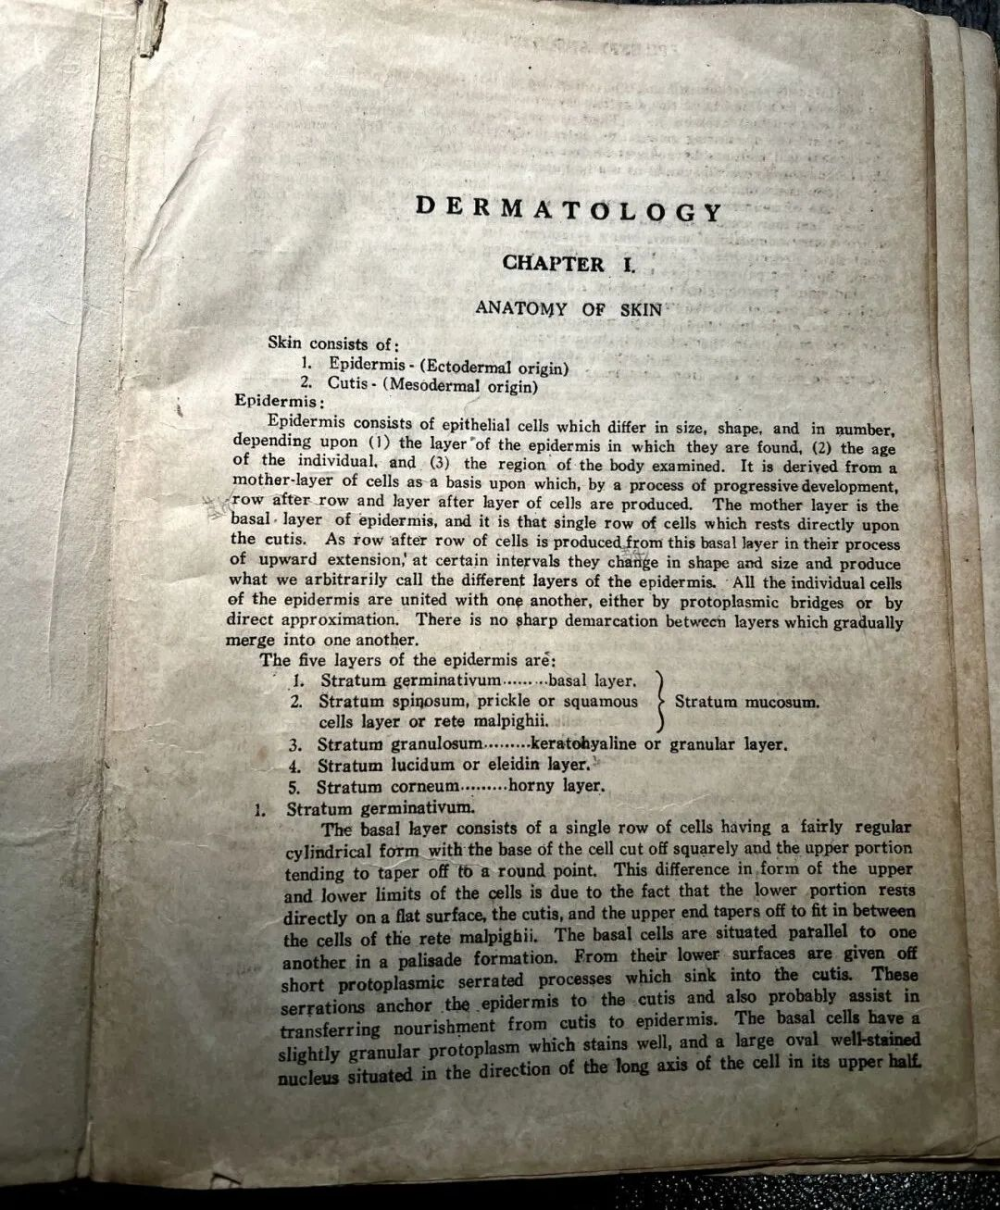 DERMATOLOGY
CHAPTER I.
ANATOMY OF SKIN
Skin consists of:
1. Epidermis - (Ectodermal origin)
2. Cutis - (Mesodermal origin)
Epidermis:
Epidermis consists of epithelial cells which differ in size, shape, and in number,
depending upon (1) the layer of the epidermis in which they are found, (2) the age
of the individual, and (3) the region of the body examined. It is derived from a
mother-layer of cells as a basis upon which, by a process of progressive development,
row after row and layer after layer of cells are produced. The mother layer is the
basal layer of epidermis, and it is that single row of cells which rests directly upon
the cutis. As row after row of cells is produced from this basal layer in their process
of upward extension, at certain intervals they change in shape and size and produce
what we arbitrarily call the different layers of the epidermis. All the individual cells
of the epidermis are united with one another, either by protoplasmic bridges or by
direct approximation. There is no sharp demarcation between layers which gradually
merge into one another.
The five layers of the epidermis are:
1. Stratum germinativum.........basal layer.
2. Stratum spinosum, prickle or squamous } Stratum mucosum.
cells layer or rete malpighii.
3. Stratum granulosum.........keratohyaline or granular layer.
4. Stratum lucidum or eleidin layer.
5. Stratum corneum.........horny layer.
1. Stratum germinativum.
The basal layer consists of a single row of cells having a fairly regular
cylindrical form with the base of the cell cut off squarely and the upper portion
tending to taper off to a round point. This difference in form of the upper
and lower limits of the cells is due to the fact that the lower portion rests
directly on a flat surface, the cutis, and the upper end tapers off to fit in between
the cells of the rete malpighii. The basal cells are situated parallel to one
another in a palisade formation. From their lower surfaces are given off
short protoplasmic serrated processes which sink into the cutis. These
serrations anchor the epidermis to the cutis and also probably assist in
transferring nourishment from cutis to epidermis. The basal cells have a
slightly granular protoplasm which stains well, and a large oval well-stained
nucleus situated in the direction of the long axis of the cell in its upper half.